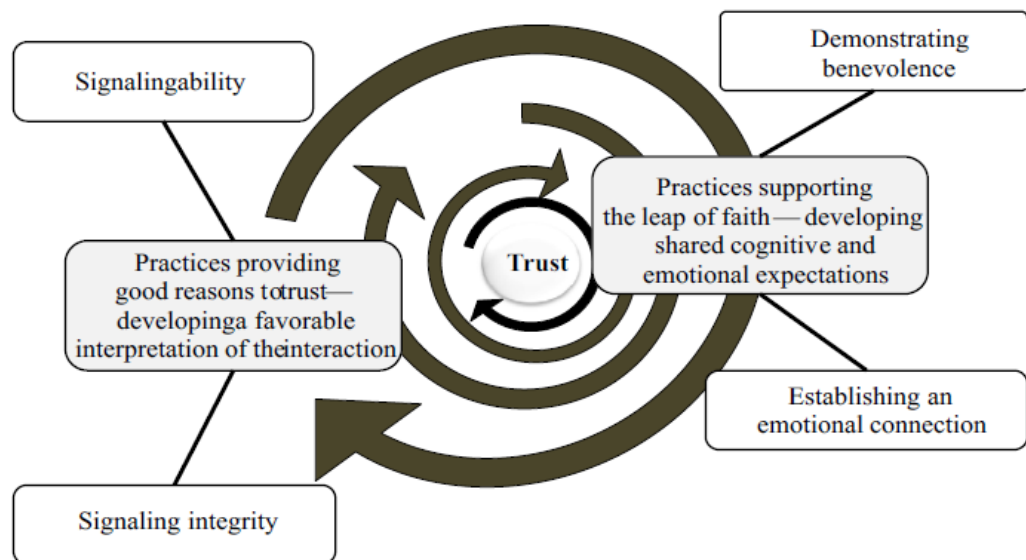 Signalingability
Demonstrating
benevolence
Practices supporting
the leap of faith—developing
shared cognitive and
emotional expectations
Trust
Practices providing
good reasons totrust—
developinga favorable
interpretation of theinteraction
Establishing an
emotional connection
Signaling integrity